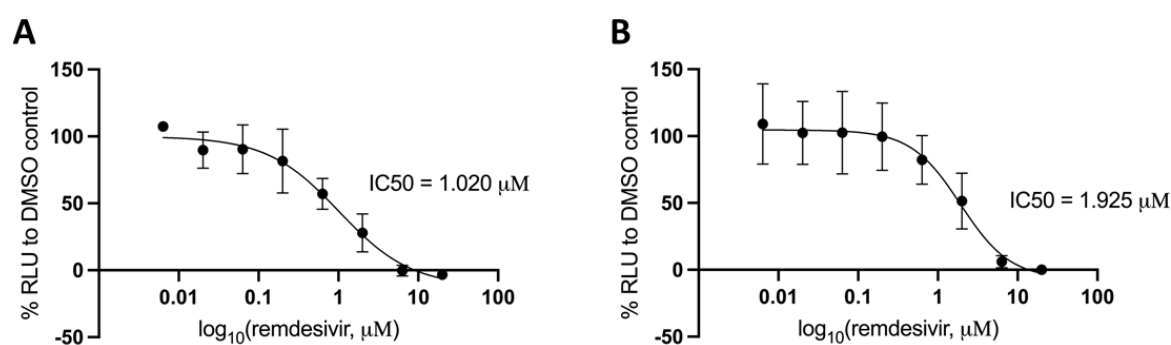 A
% RLU to DMSO control
150
100
50
0
-50
0.01 0.1 1 10 100
IC50 = 1.020 μM
log₁₀(remdesivir, μM)
B
% RLU to DMSO control
150
100
50
0
-50
0.01 0.1 1 10 100
IC50 = 1.925 μM
log₁₀(remdesivir, μM)